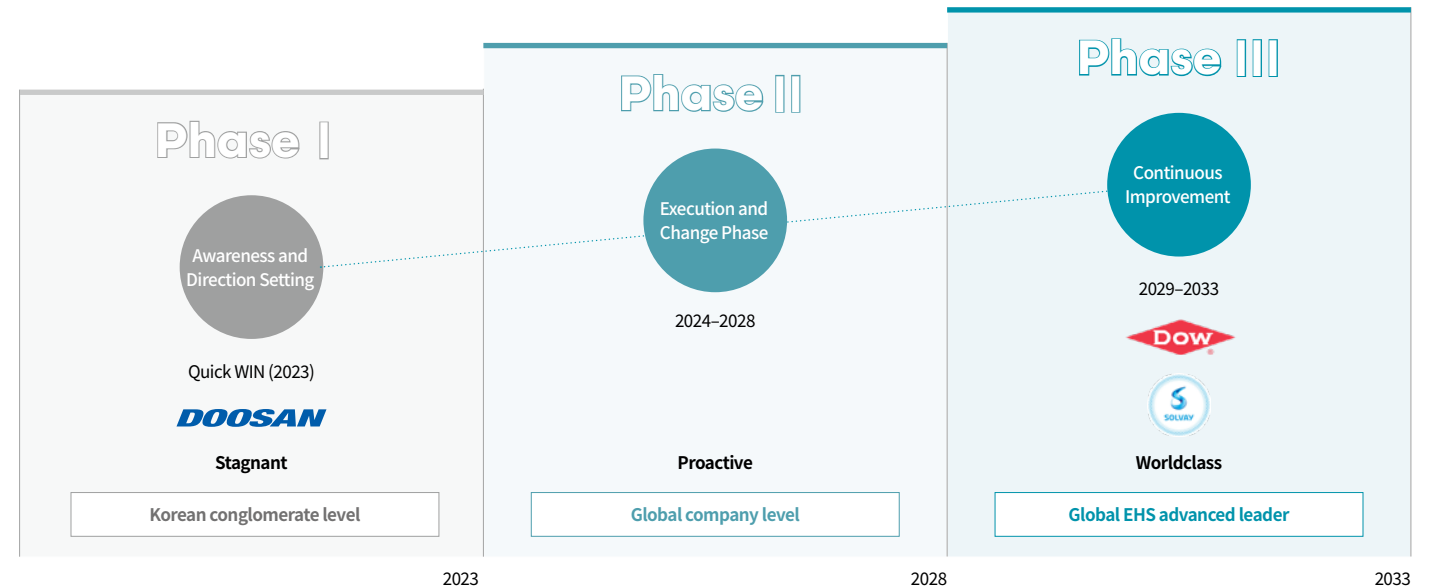 Phase I
Awareness and
Direction Setting
Quick WIN (2023)
DOOSAN
Stagnant
Korean conglomerate level
2023
Phase II
Execution and
Change Phase
2024–2028
Proactive
Global company level
2028
Phase III
Continuous
Improvement
2029–2033
DOW
SOLVAY
Worldclass
Global EHS advanced leader
2033